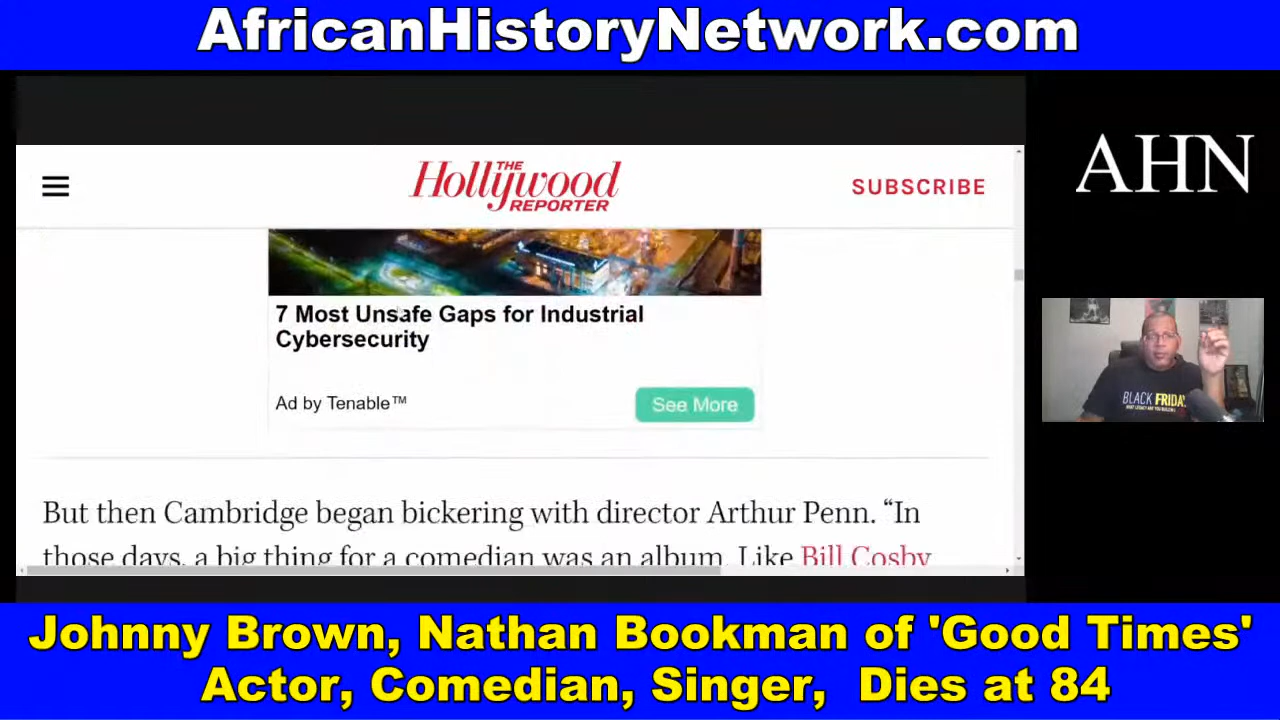 AfricanHistoryNetwork.com
THE
Hollywood
REPORTER
SUBSCRIBE
AHN
7 Most Unsafe Gaps for Industrial
Cybersecurity
Ad by Tenable™
See More
BLACK FRIDAY
But then Cambridge began bickering with director Arthur Penn. “In
those days, a big thing for a comedian was an album. Like Bill Cosby
Johnny Brown, Nathan Bookman of 'Good Times'
Actor, Comedian, Singer, Dies at 84